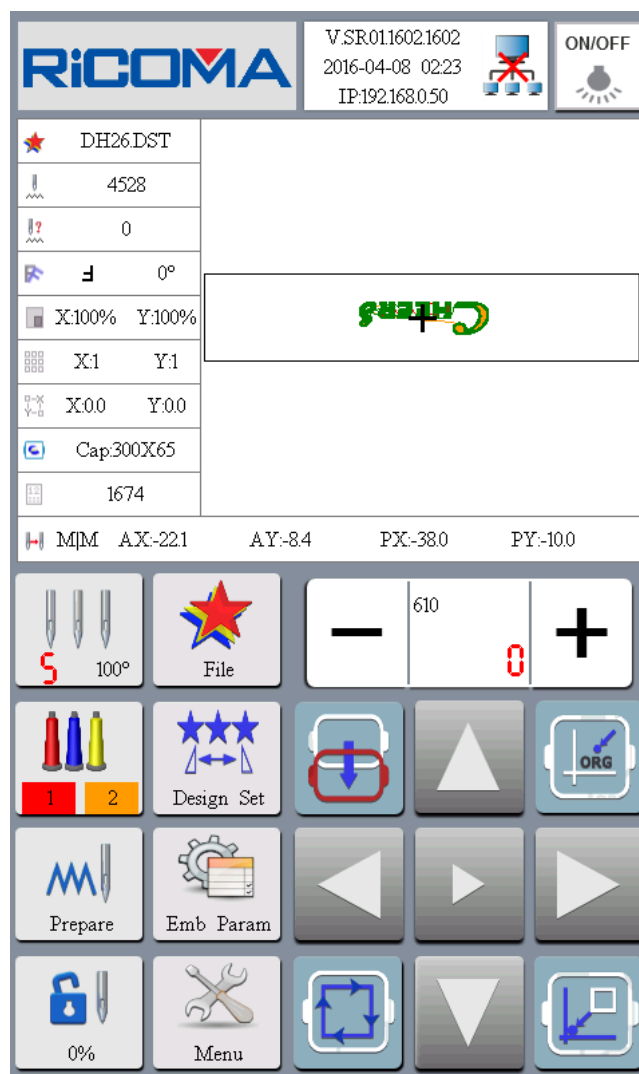 RiCOMA
V.SR.01.1602.1602
2016-04-08 02:23
IP:192.168.0.50
ON/OFF
DH26.DST
4528
0
0°
X:100% Y:100%
X:1 Y:1
X:0.0 Y:0.0
Cap:300X65
1674
CHEERS
M|M AX:-22.1 AY:-8.4 PX:-38.0 PY:-10.0
5 100°
File
610
0
1 2
Design Set
ORG
Prepare
Emb Param
0%
Menu